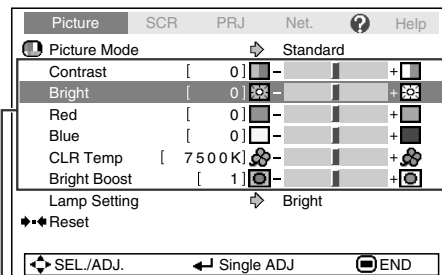 Picture SCR PRJ Net. ? Help
Picture Mode Standard
Contrast [ 0] - +
Bright [ 0] - +
Red [ 0] - +
Blue [ 0] - +
CLR Temp [ 7500K] - +
Bright Boost [ 1] - +
Lamp Setting Bright
Reset
SEL./ADJ. Single ADJ END